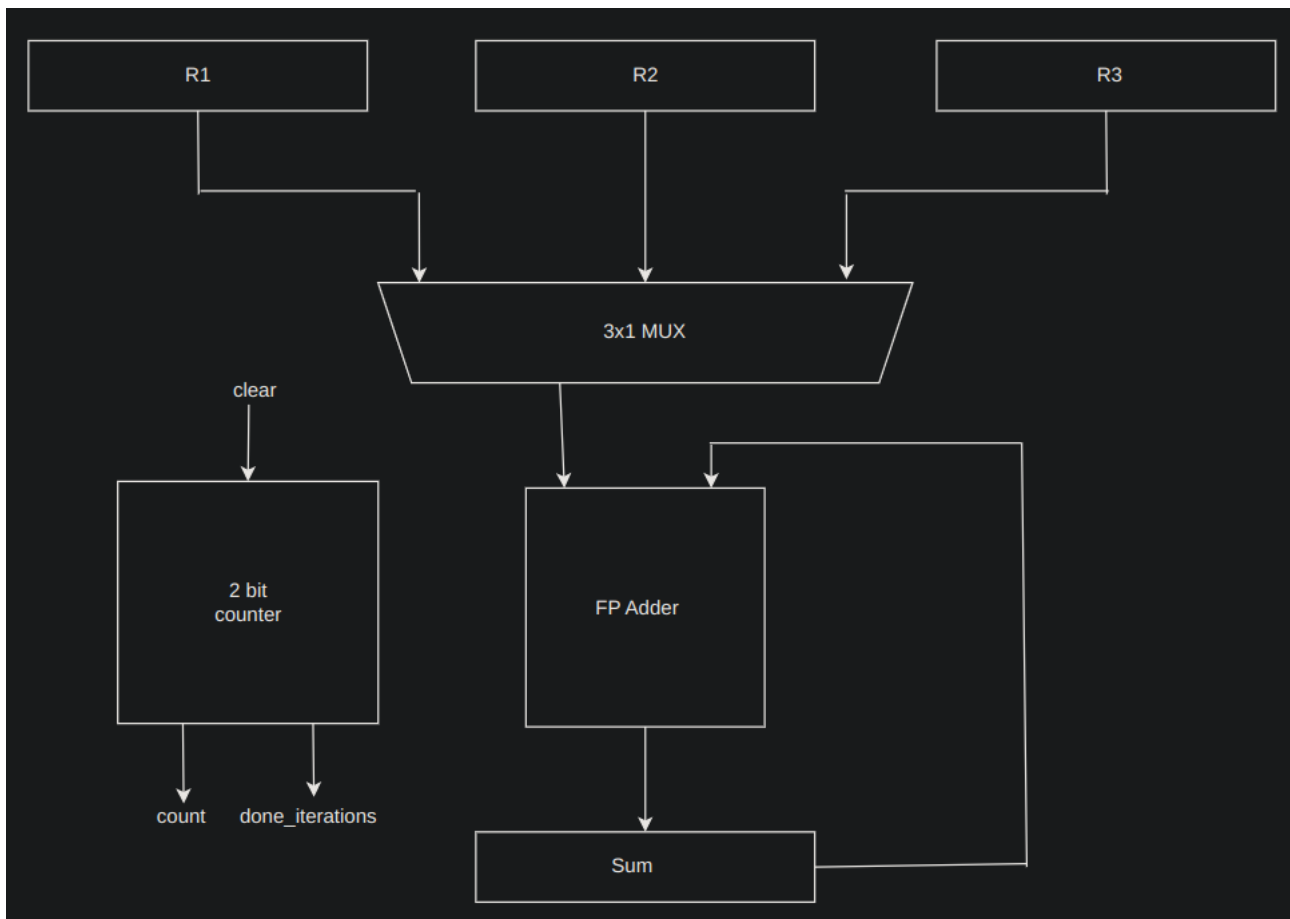 R1
R2
R3
3x1 MUX
clear
2 bit
counter
FP Adder
count
done_iterations
Sum